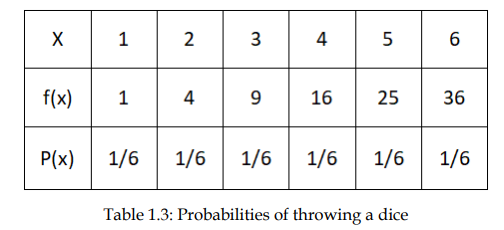 X 1 2 3 4 5 6
f(x) 1 4 9 16 25 36
P(x) 1/6 1/6 1/6 1/6 1/6 1/6
Table 1.3: Probabilities of throwing a dice